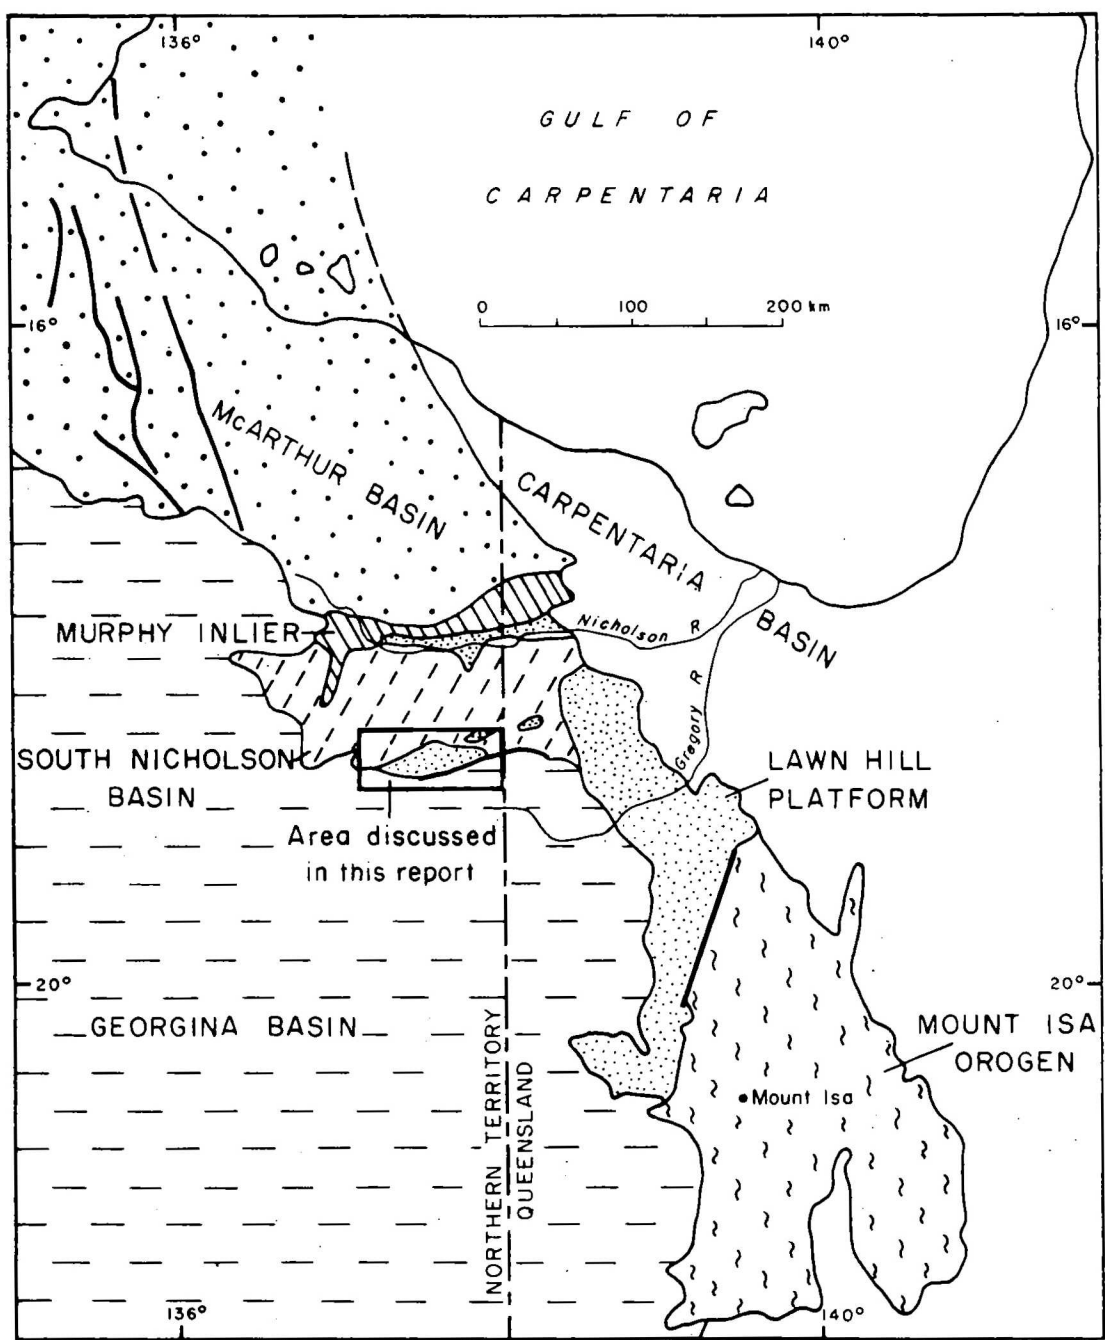 136°
140°
GULF OF
CARPENTARIA
0 100 200 km
16°
16°
McARTHUR BASIN
CARPENTARIA
BASIN
MURPHY INLIER
Nicholson R
Gregory R
SOUTH NICHOLSON
BASIN
LAWN HILL
PLATFORM
Area discussed
in this report
20°
20°
GEORGINA BASIN
NORTHERN TERRITORY
QUEENSLAND
MOUNT ISA
OROGEN
Mount Isa
136°
140°